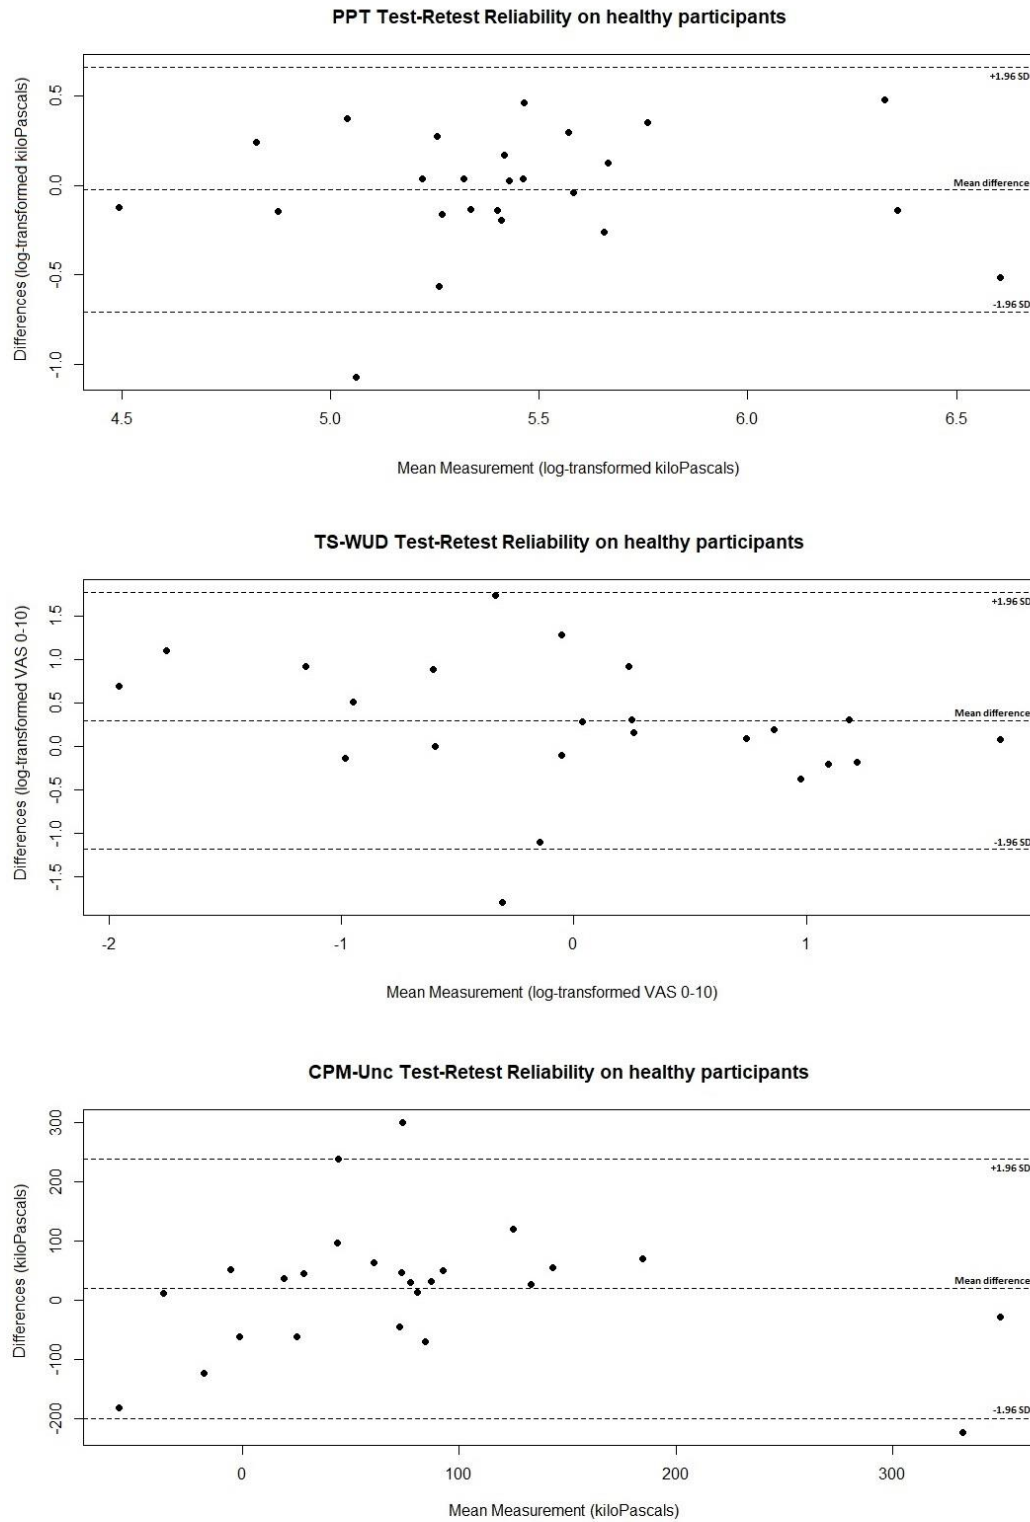 PPT Test-Retest Reliability on healthy participants
Differences (log-transformed kiloPascals)
0.5
0.0
-0.5
-1.0
+1.96 SD
Mean difference
-1.96 SD
4.5 5.0 5.5 6.0 6.5
Mean Measurement (log-transformed kiloPascals)
TS-WUD Test-Retest Reliability on healthy participants
Differences (log-transformed VAS 0-10)
1.5
1.0
0.5
0.0
-0.5
-1.0
-1.5
+1.96 SD
Mean difference
-1.96 SD
-2 -1 0 1
Mean Measurement (log-transformed VAS 0-10)
CPM-Unc Test-Retest Reliability on healthy participants
Differences (kiloPascals)
300
200
100
0
-100
-200
+1.96 SD
Mean difference
-1.96 SD
0 100 200 300
Mean Measurement (kiloPascals)